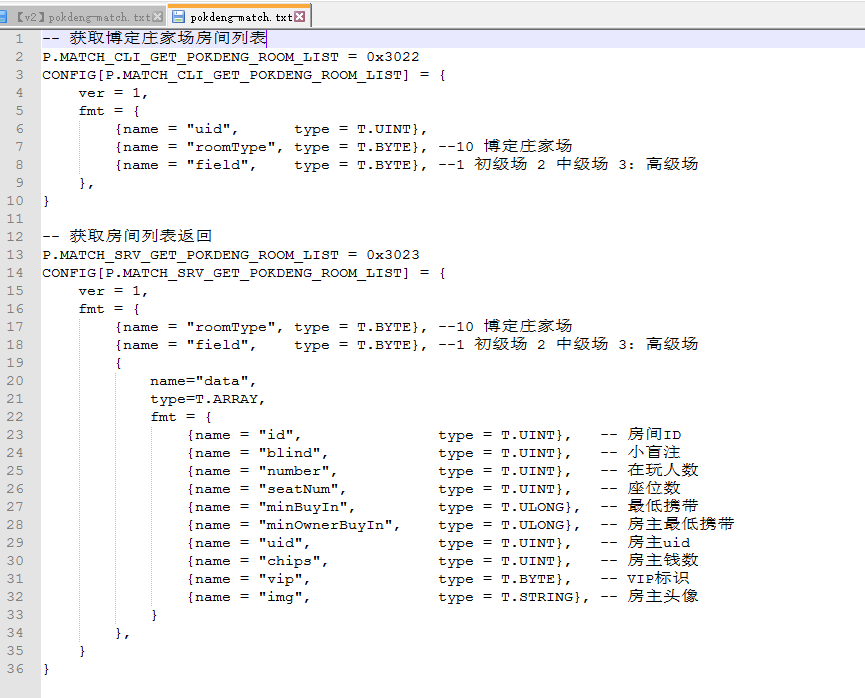 【v2】pokdeng-match.txt pokdeng-match.txt
1 -- 获取博定庄家场房间列表
2 P.MATCH_CLI_GET_POKDENG_ROOM_LIST = 0x3022
3 CONFIG[P.MATCH_CLI_GET_POKDENG_ROOM_LIST] = {
4     ver = 1,
5     fmt = {
6         {name = "uid",      type = T.UINT},
7         {name = "roomType", type = T.BYTE}, --10 博定庄家场
8         {name = "field",    type = T.BYTE}, --1 初级场 2 中级场 3: 高级场
9     },
10 }
11
12 -- 获取房间列表返回
13 P.MATCH_SRV_GET_POKDENG_ROOM_LIST = 0x3023
14 CONFIG[P.MATCH_SRV_GET_POKDENG_ROOM_LIST] = {
15     ver = 1,
16     fmt = {
17         {name = "roomType", type = T.BYTE}, --10 博定庄家场
18         {name = "field",    type = T.BYTE}, --1 初级场 2 中级场 3: 高级场
19         {
20             name="data",
21             type=T.ARRAY,
22             fmt = {
23                 {name = "id",               type = T.UINT},   -- 房间ID
24                 {name = "blind",            type = T.UINT},   -- 小盲注
25                 {name = "number",           type = T.UINT},   -- 在玩人数
26                 {name = "seatNum",          type = T.UINT},   -- 座位数
27                 {name = "minBuyIn",         type = T.ULONG},  -- 最低携带
28                 {name = "minOwnerBuyIn",    type = T.ULONG},  -- 房主最低携带
29                 {name = "uid",              type = T.UINT},   -- 房主uid
30                 {name = "chips",            type = T.UINT},   -- 房主钱数
31                 {name = "vip",              type = T.BYTE},   -- VIP标识
32                 {name = "img",              type = T.STRING}, -- 房主头像
33             }
34         },
35     }
36 }